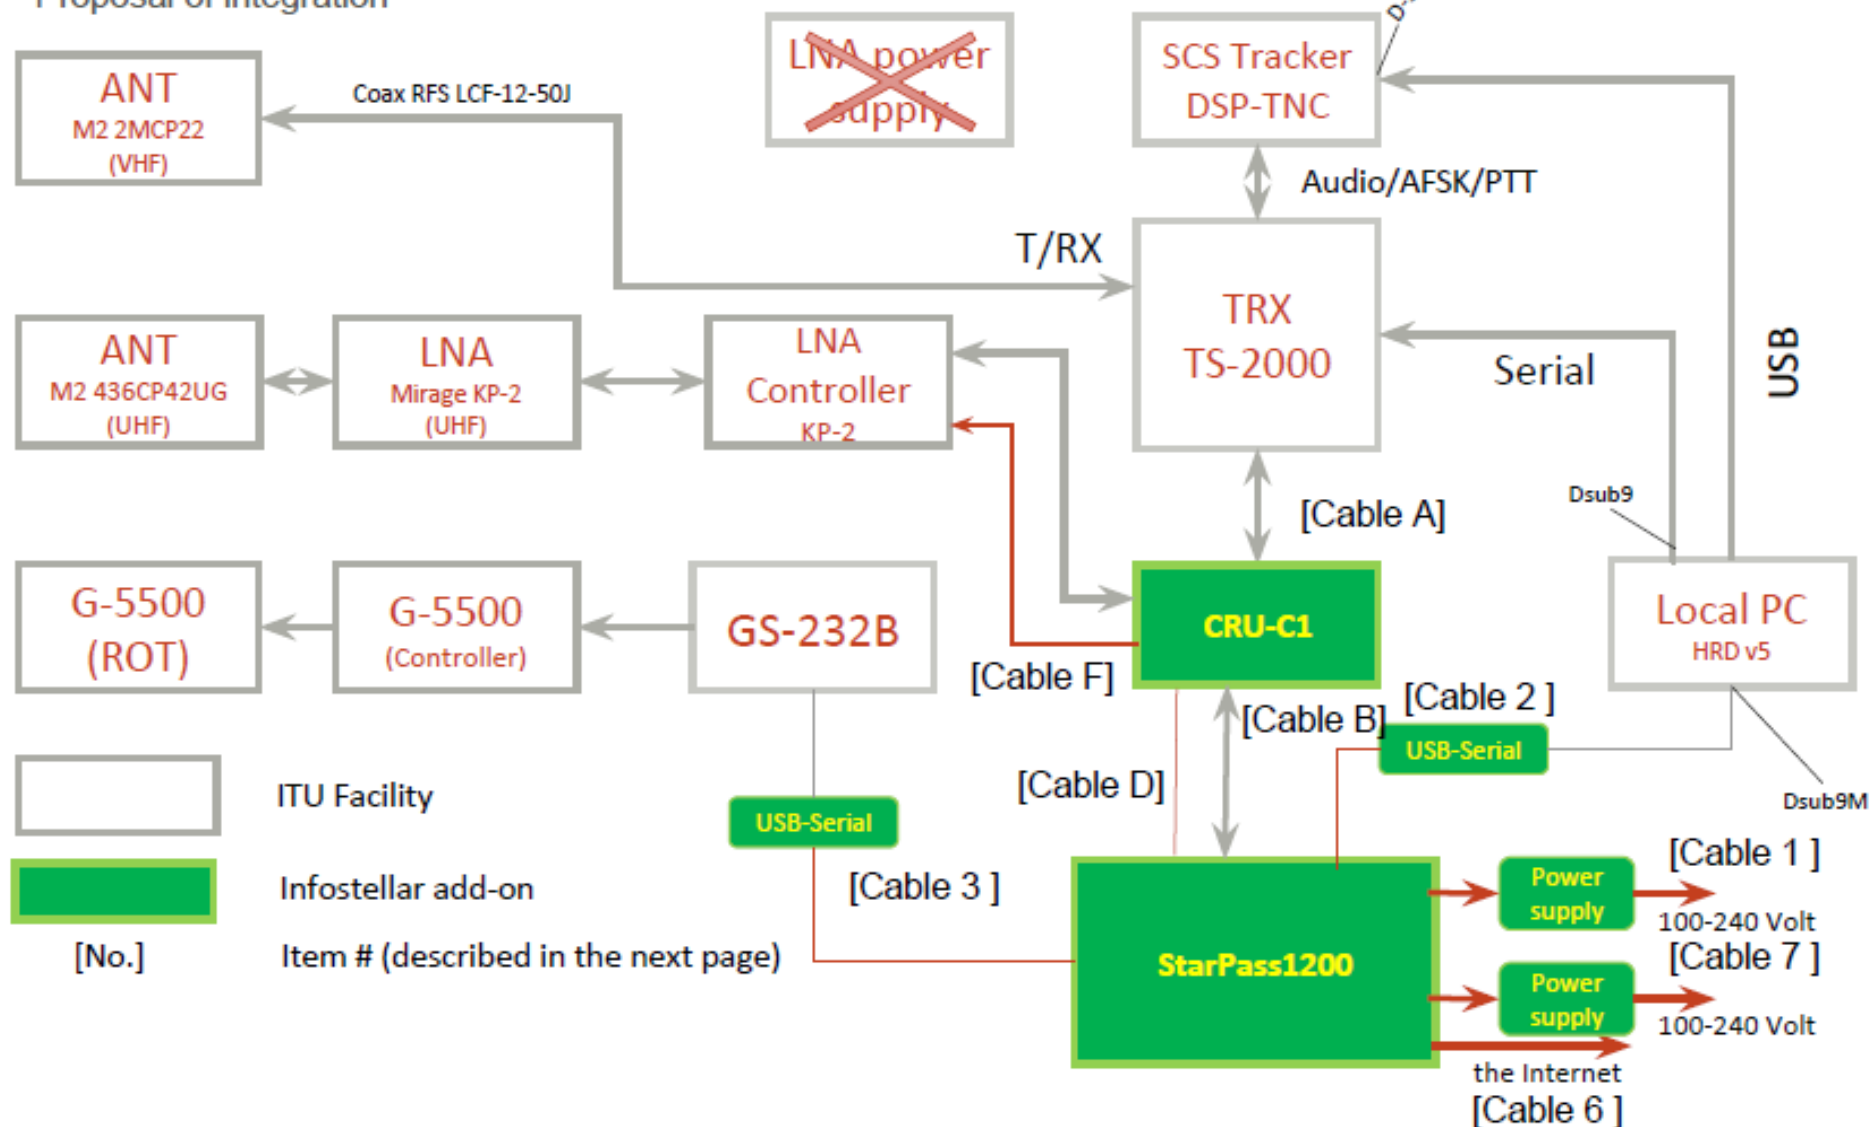 Proposal of Integration
ANT
M2 2MCP22
(VHF)
Coax RFS LCF-12-50J
LNA power
supply
SCS Tracker
DSP-TNC
Audio/AFSK/PTT
T/RX
TRX
TS-2000
Serial
USB
ANT
M2 436CP42UG
(UHF)
LNA
Mirage KP-2
(UHF)
LNA
Controller
KP-2
[Cable A]
Dsub9
G-5500
(ROT)
G-5500
(Controller)
GS-232B
CRU-C1
Local PC
HRD v5
[Cable F]
[Cable B]
[Cable 2 ]
USB-Serial
[Cable D]
Dsub9M
ITU Facility
USB-Serial
[Cable 3 ]
Infostellar add-on
[No.]
Item # (described in the next page)
StarPass1200
Power
supply
[Cable 1 ]
100-240 Volt
Power
supply
[Cable 7 ]
100-240 Volt
the Internet
[Cable 6 ]